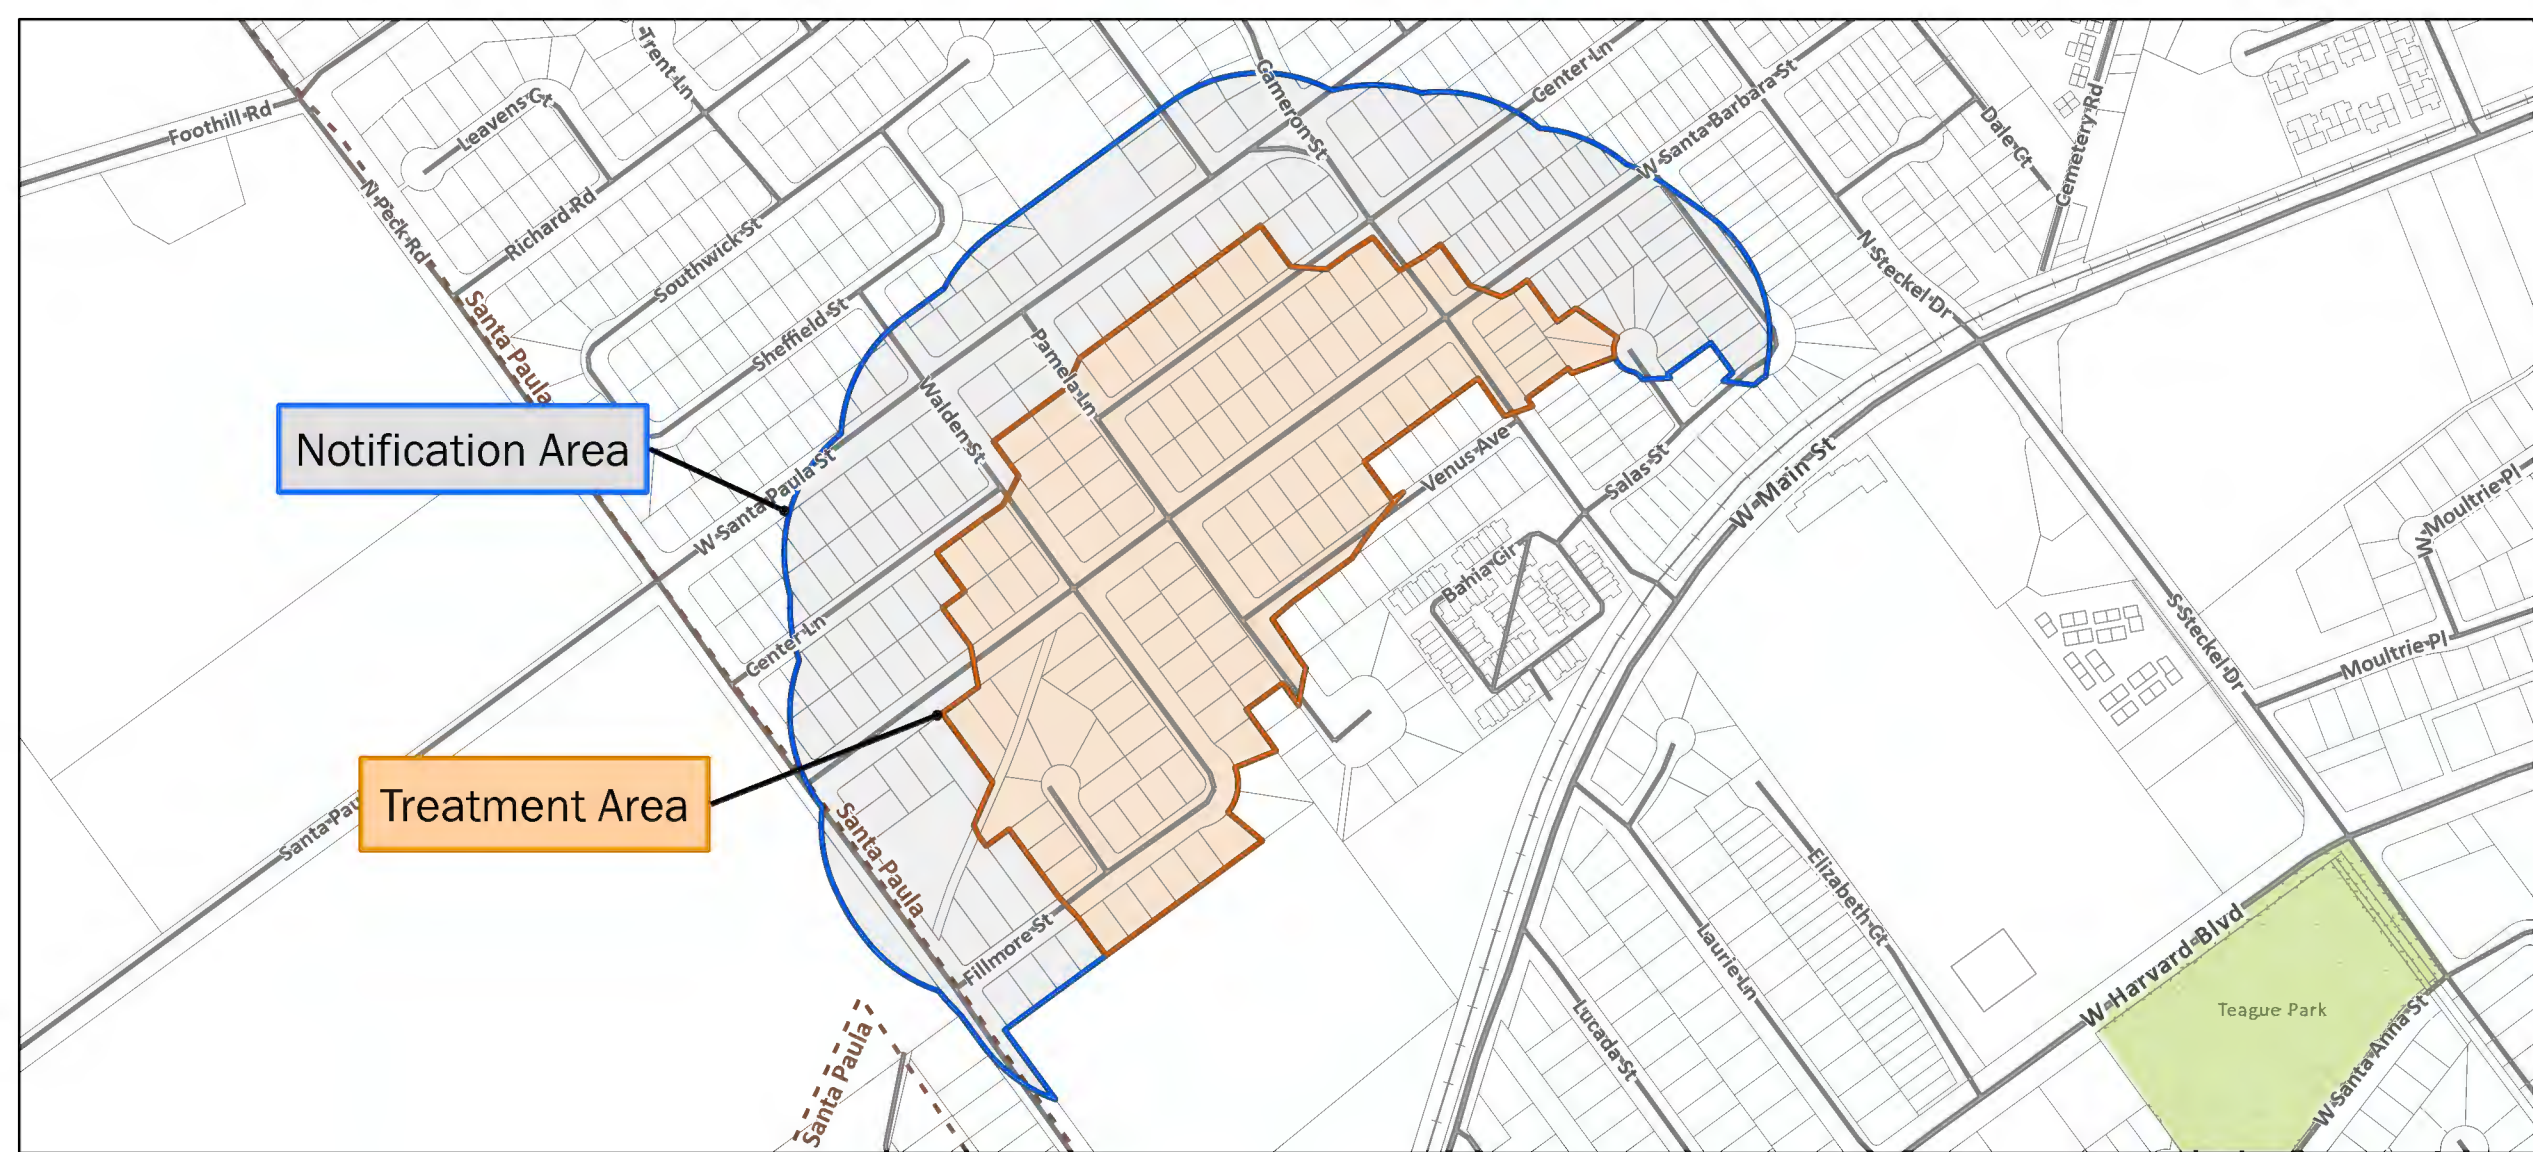 Trent Ln
Cameron St
Center Ln
W Santa Barbara St
Foothill Rd
Leavens Ct
Dale Ct
Cemetery Rd
N Peck Rd
Richard Rd
Southwick St
N Steckel Dr
Santa Paula
Sheffield St
Pamela Ln
Walden St
Notification Area
W Santa Paula St
Venus Ave
Salas St
W Main St
W Moultrie Pl
Bahia Cir
Center Ln
S Steckel Dr
Moultrie Pl
Treatment Area
Santa Pau
Santa Paula
Fillmore St
Elizabeth Ct
Laurie Ln
W Harvard Blvd
Lucada St
Teague Park
W Santa Anna St
Santa Paula